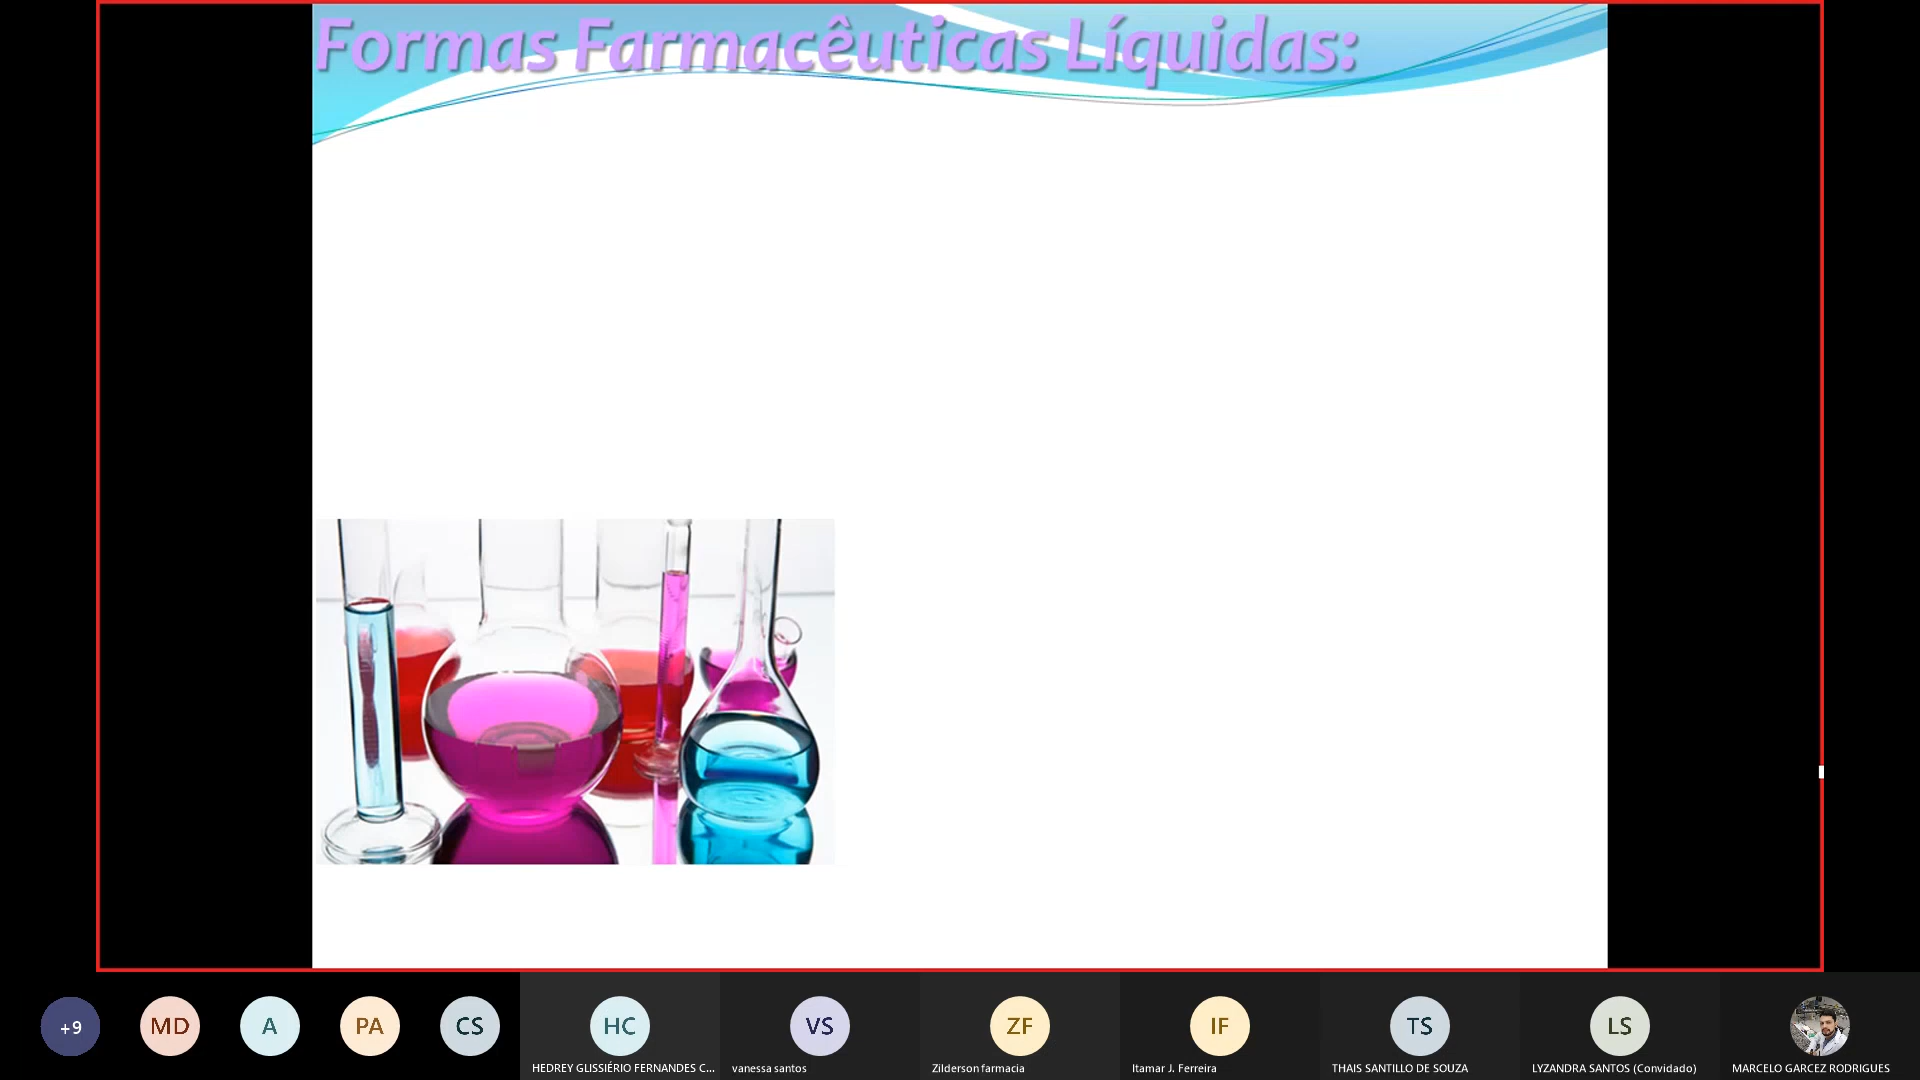 Formas Farmacêuticas Líquidas:
+9
MD
A
PA
CS
HC
VS
ZF
IF
TS
LS
HEDREY GLISSIÉRIO FERNANDES C...
vanessa santos
Zilderson farmacia
Itamar J. Ferreira
THAIS SANTILLO DE SOUZA
LYZANDRA SANTOS (Convidado)
MARCELO GARCEZ RODRIGUES